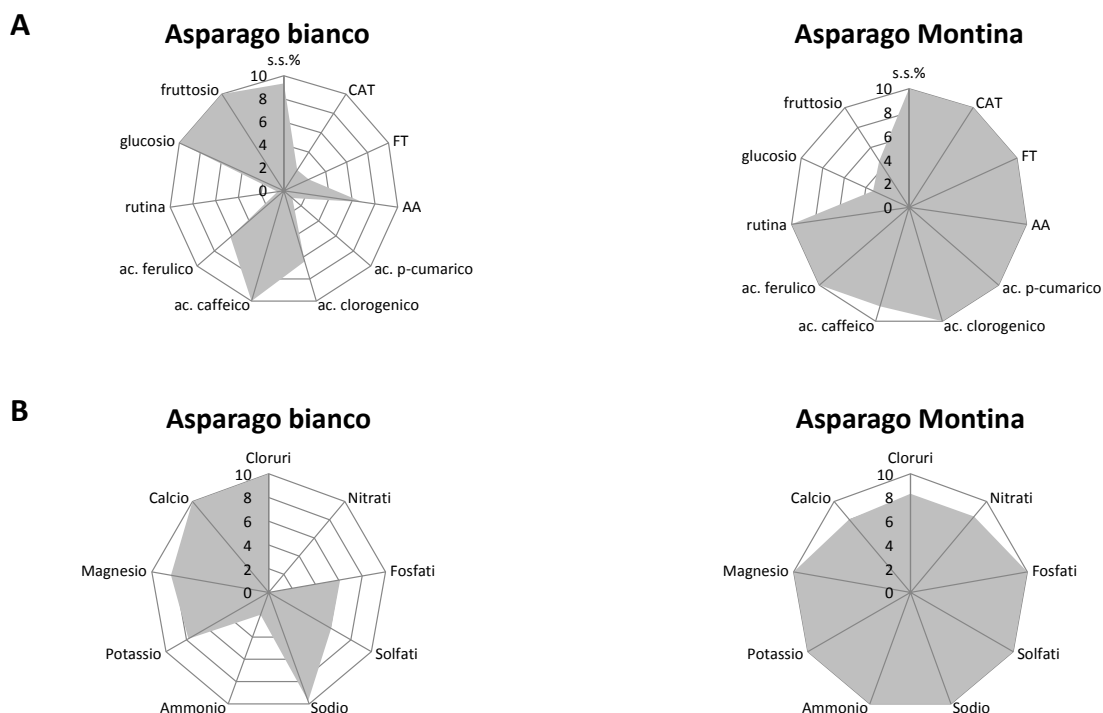 A
Asparago bianco
s.s.%
CAT
FT
AA
ac. p-cumarico
ac. clorogenico
ac. caffeico
ac. ferulico
rutina
glucosio
fruttosio
10
8
6
4
2
0
Asparago Montina
s.s.%
CAT
FT
AA
ac. p-cumarico
ac. clorogenico
ac. caffeico
ac. ferulico
rutina
glucosio
fruttosio
10
8
6
4
2
0
B
Asparago bianco
Cloruri
Nitrati
Fosfati
Solfati
Sodio
Ammonio
Potassio
Magnesio
Calcio
10
8
6
4
2
0
Asparago Montina
Cloruri
Nitrati
Fosfati
Solfati
Sodio
Ammonio
Potassio
Magnesio
Calcio
10
8
6
4
2
0